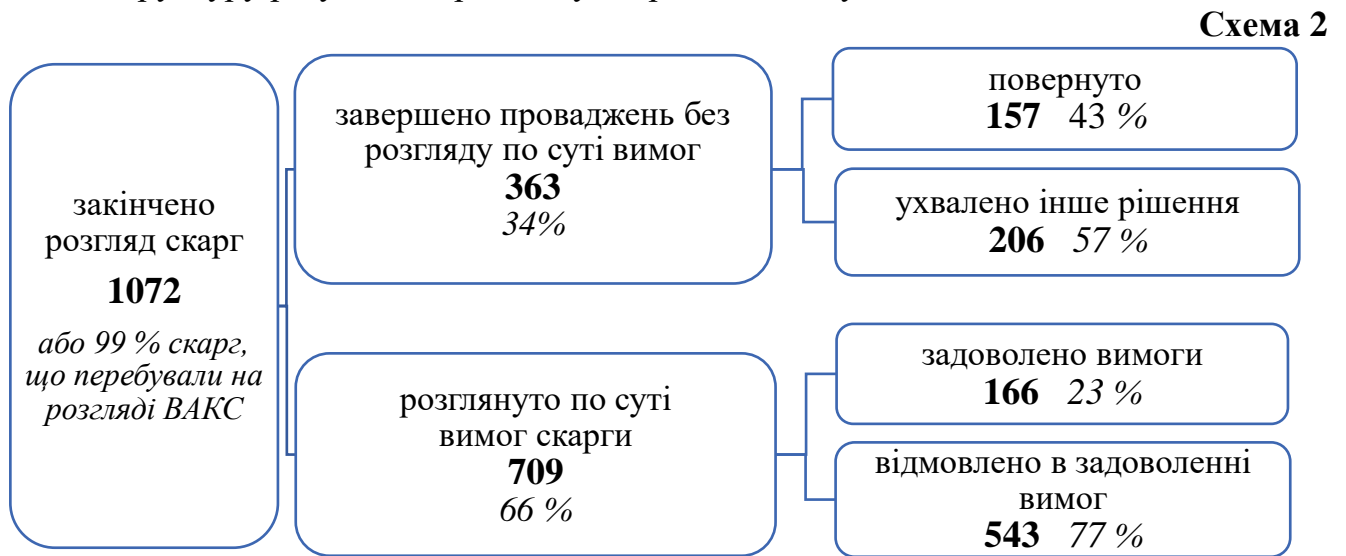 Схема 2
закінчено
розгляд скарг
1072
або 99 % скарг,
що перебували на
розгляді ВАКС
завершено проваджень без
розгляду по суті вимог
363
34%
повернуто
157 43 %
ухвалено інше рішення
206 57 %
розглянуто по суті
вимог скарги
709
66 %
задоволено вимоги
166 23 %
відмовлено в задоволенні
вимог
543 77 %